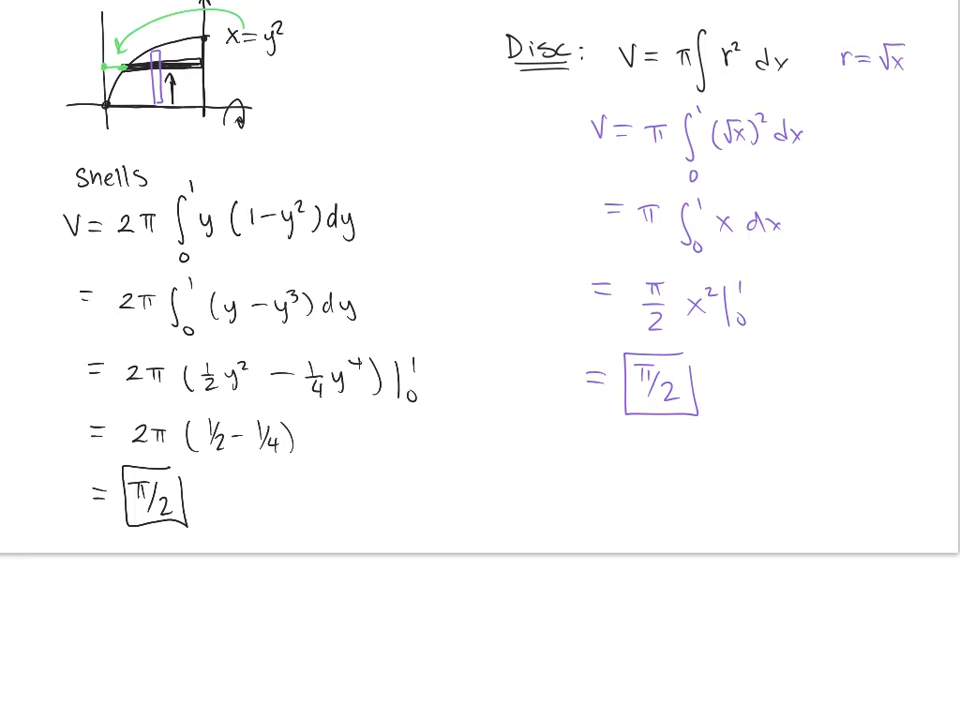 x = y²
Shells
V = 2π ∫₀¹ y (1 - y²) dy
= 2π ∫₀¹ (y - y³) dy
= 2π (½y² - ¼y⁴) |₀¹
= 2π (1/2 - 1/4)
= π/2
Disc: V = π ∫ r² dx r = √x
V = π ∫₀¹ (√x)² dx
= π ∫₀¹ x dx
= π/2 x² |₀¹
= π/2